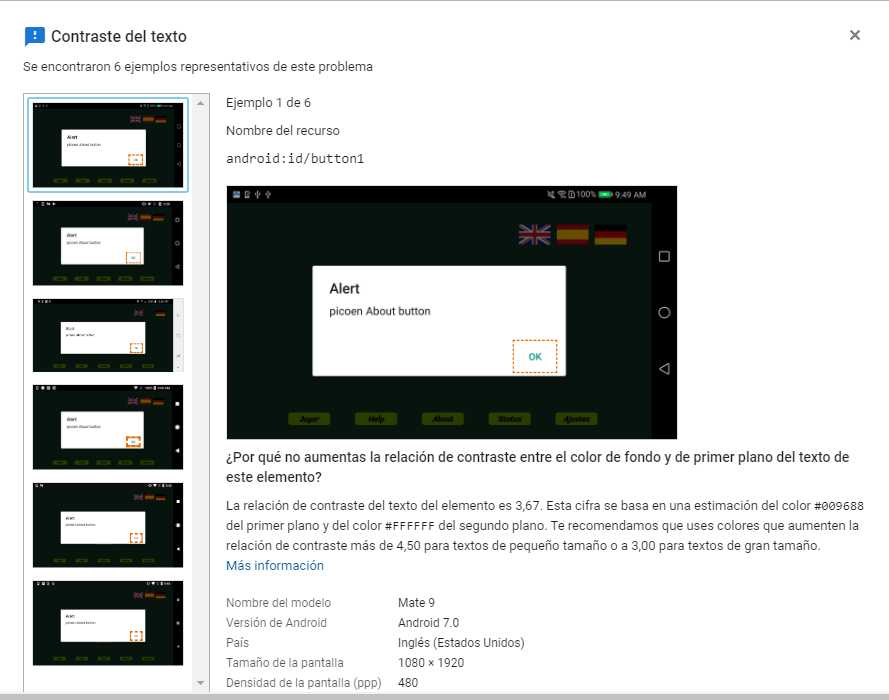 Contraste del texto
Se encontraron 6 ejemplos representativos de este problema
Ejemplo 1 de 6
Nombre del recurso
android:id/button1
100% 9:49 AM
Alert
picoen About button
OK
Jugar Help About Status Ajustes
¿Por qué no aumentas la relación de contraste entre el color de fondo y de primer plano del texto de
este elemento?
La relación de contraste del texto del elemento es 3,67. Esta cifra se basa en una estimación del color #009688
del primer plano y del color #FFFFFF del segundo plano. Te recomendamos que uses colores que aumenten la
relación de contraste más de 4,50 para textos de pequeño tamaño o a 3,00 para textos de gran tamaño.
Más información
Nombre del modelo Mate 9
Versión de Android Android 7.0
País Inglés (Estados Unidos)
Tamaño de la pantalla 1080 × 1920
Densidad de la pantalla (ppp) 480